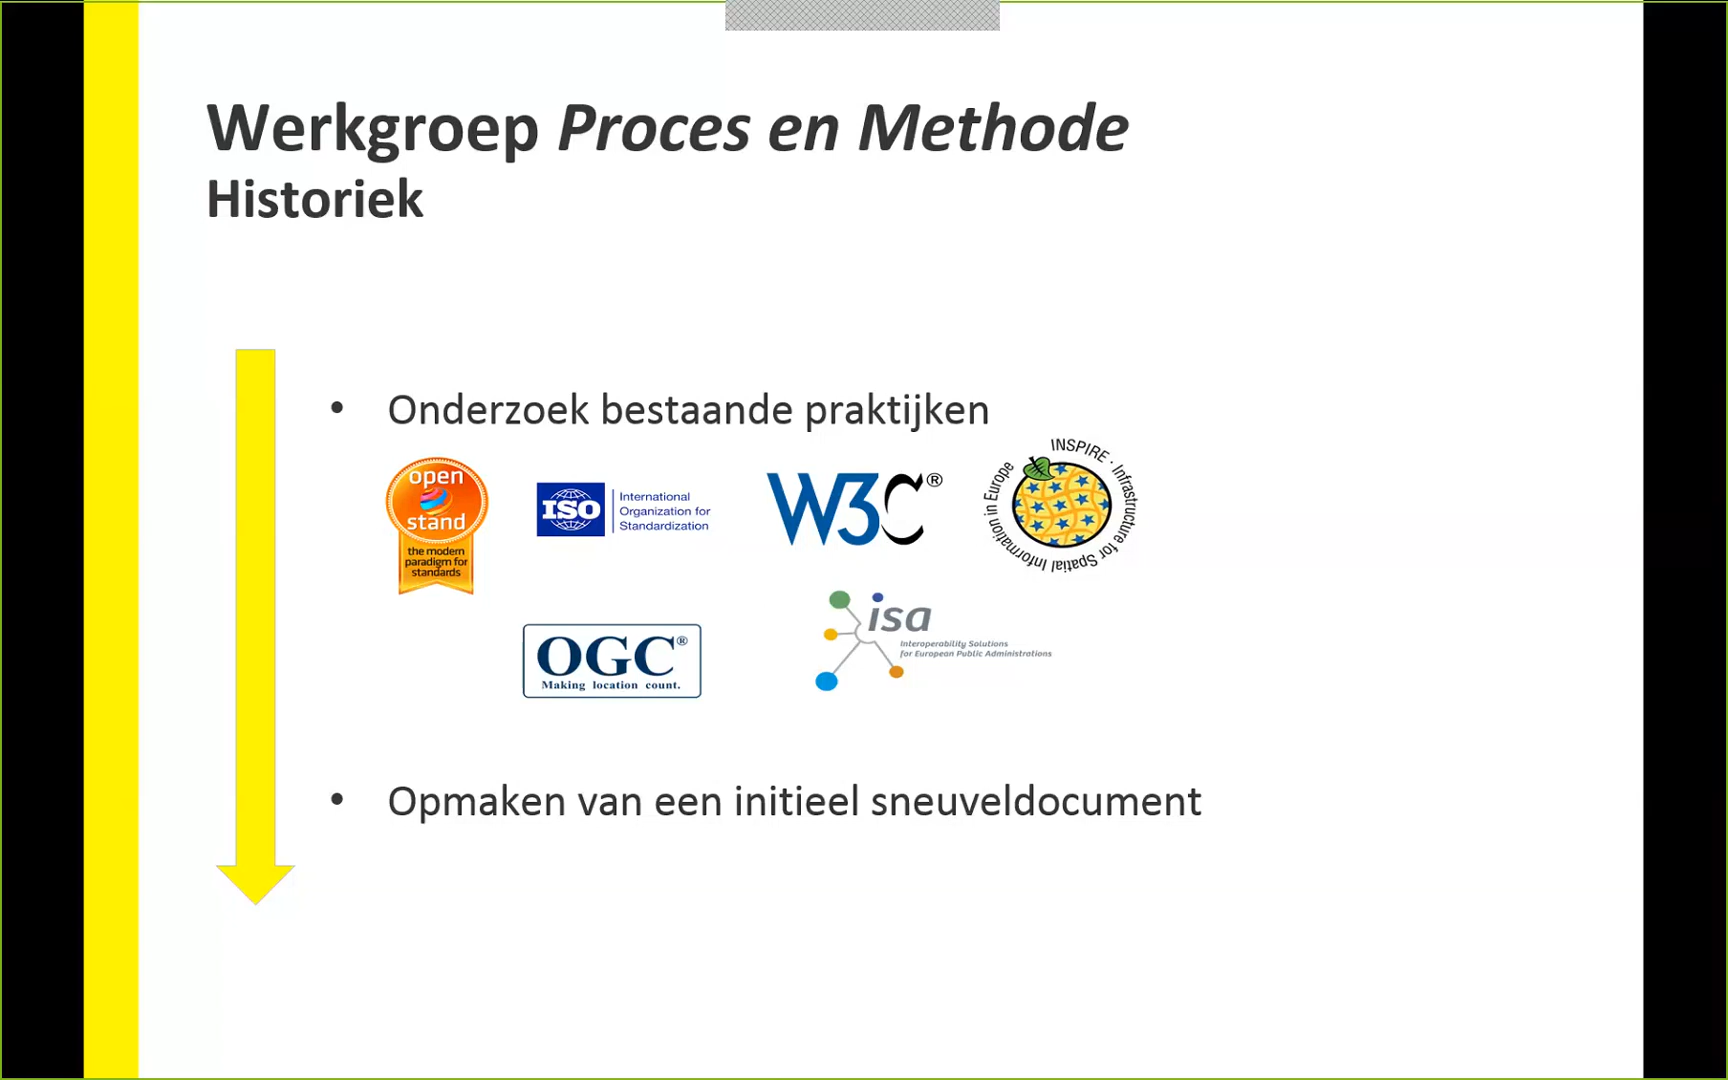 Werkgroep Proces en Methode
Historiek
• Onderzoek bestaande praktijken
open
stand
the modern
paradigm for
standards
ISO
International
Organization for
Standardization
W3C®
INSPIRE · Infrastructure for Spatial Information in Europe
OGC®
Making location count.
isa
Interoperability Solutions
for European Public Administrations
• Opmaken van een initieel sneuveldocument